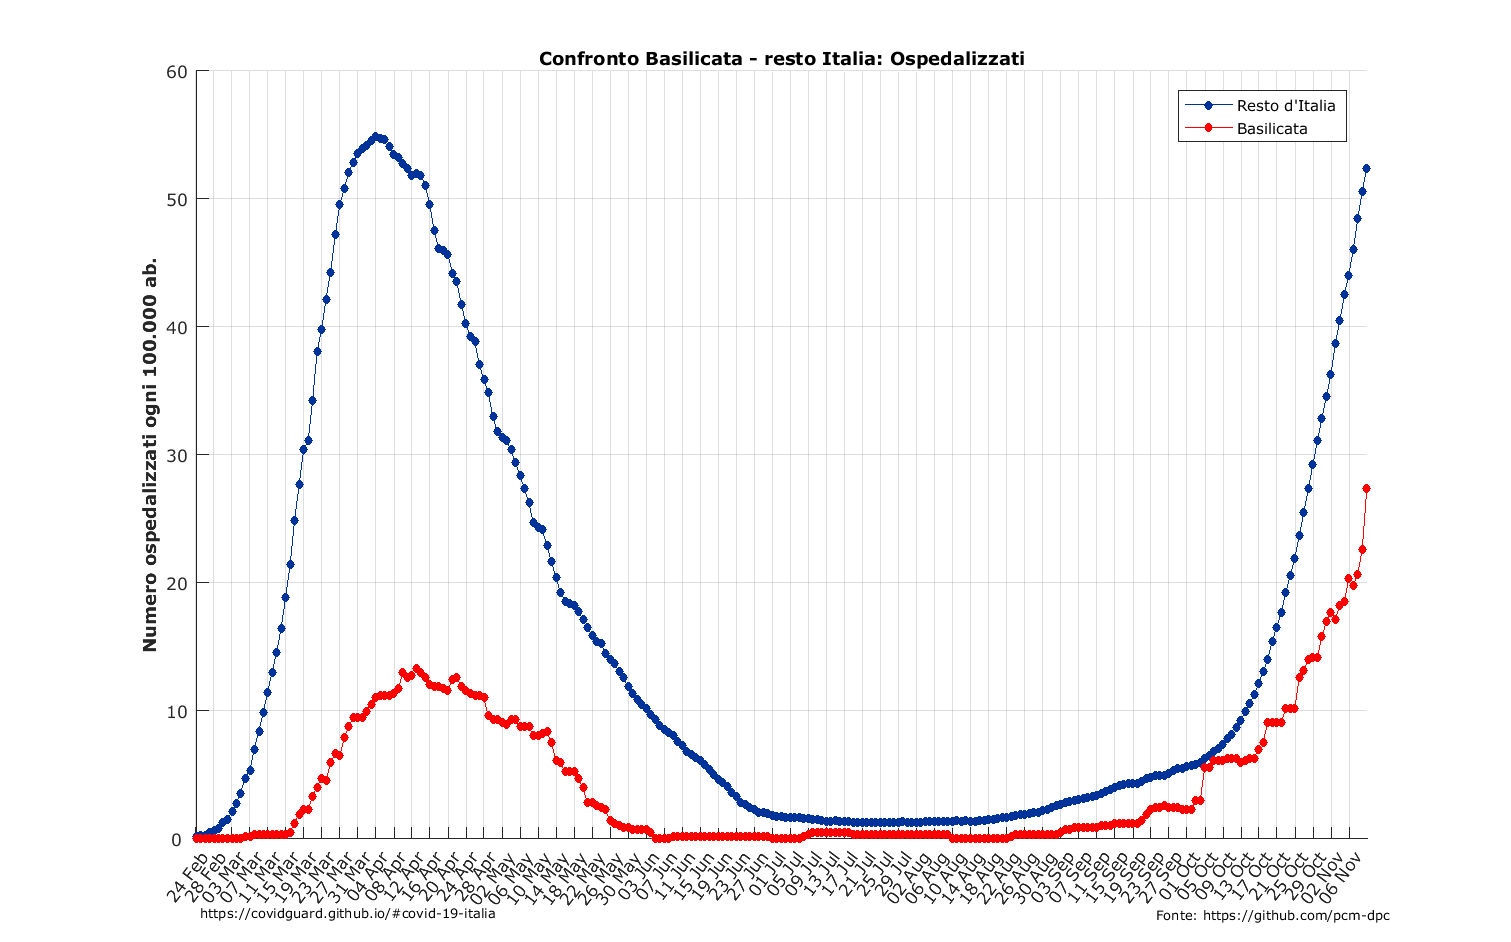 Confronto Basilicata - resto Italia: Ospedalizzati
Resto d'Italia
Basilicata
Numero ospedalizzati ogni 100.000 ab.
60
50
40
30
20
10
0
24 Feb
28 Feb
03 Mar
07 Mar
11 Mar
15 Mar
19 Mar
23 Mar
27 Mar
31 Mar
04 Apr
08 Apr
12 Apr
16 Apr
20 Apr
24 Apr
28 Apr
02 May
06 May
10 May
14 May
18 May
22 May
26 May
30 May
03 Jun
07 Jun
11 Jun
15 Jun
19 Jun
23 Jun
27 Jun
01 Jul
05 Jul
09 Jul
13 Jul
17 Jul
21 Jul
25 Jul
29 Jul
02 Aug
06 Aug
10 Aug
14 Aug
18 Aug
22 Aug
26 Aug
30 Aug
03 Sep
07 Sep
11 Sep
15 Sep
19 Sep
23 Sep
27 Sep
01 Oct
05 Oct
09 Oct
13 Oct
17 Oct
21 Oct
25 Oct
29 Oct
02 Nov
06 Nov
https://covidguard.github.io/#covid-19-italia
Fonte: https://github.com/pcm-dpc